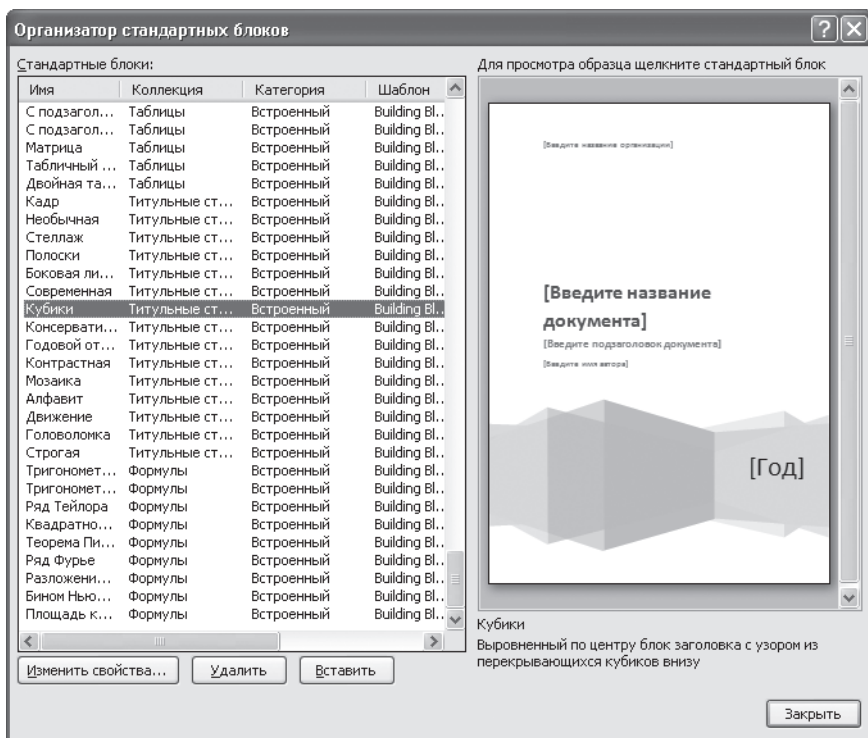 Организатор стандартных блоков
Стандартные блоки:
Имя Коллекция Категория Шаблон
С подзагол... Таблицы Встроенный Building Bl..
С подзагол... Таблицы Встроенный Building Bl..
Матрица Таблицы Встроенный Building Bl..
Табличный ... Таблицы Встроенный Building Bl..
Двойная та... Таблицы Встроенный Building Bl..
Кадр Титульные ст... Встроенный Building Bl..
Необычная Титульные ст... Встроенный Building Bl..
Стеллаж Титульные ст... Встроенный Building Bl..
Полоски Титульные ст... Встроенный Building Bl..
Боковая ли... Титульные ст... Встроенный Building Bl..
Современная Титульные ст... Встроенный Building Bl..
Кубики Титульные ст... Встроенный Building Bl..
Консервати... Титульные ст... Встроенный Building Bl..
Годовой от... Титульные ст... Встроенный Building Bl..
Контрастная Титульные ст... Встроенный Building Bl..
Мозаика Титульные ст... Встроенный Building Bl..
Алфавит Титульные ст... Встроенный Building Bl..
Движение Титульные ст... Встроенный Building Bl..
Головоломка Титульные ст... Встроенный Building Bl..
Строгая Титульные ст... Встроенный Building Bl..
Тригономет... Формулы Встроенный Building Bl..
Тригономет... Формулы Встроенный Building Bl..
Ряд Тейлора Формулы Встроенный Building Bl..
Квадратно... Формулы Встроенный Building Bl..
Теорема Пи... Формулы Встроенный Building Bl..
Ряд Фурье Формулы Встроенный Building Bl..
Разложени... Формулы Встроенный Building Bl..
Бином Нью... Формулы Встроенный Building Bl..
Площадь к... Формулы Встроенный Building Bl..
Изменить свойства... Удалить Вставить
Для просмотра образца щелкните стандартный блок
[Введите название организации]
[Введите название
документа]
[Введите подзаголовок документа]
[Введите имя автора]
[Год]
Кубики
Выровненный по центру блок заголовка с узором из
перекрывающихся кубиков внизу
Закрыть